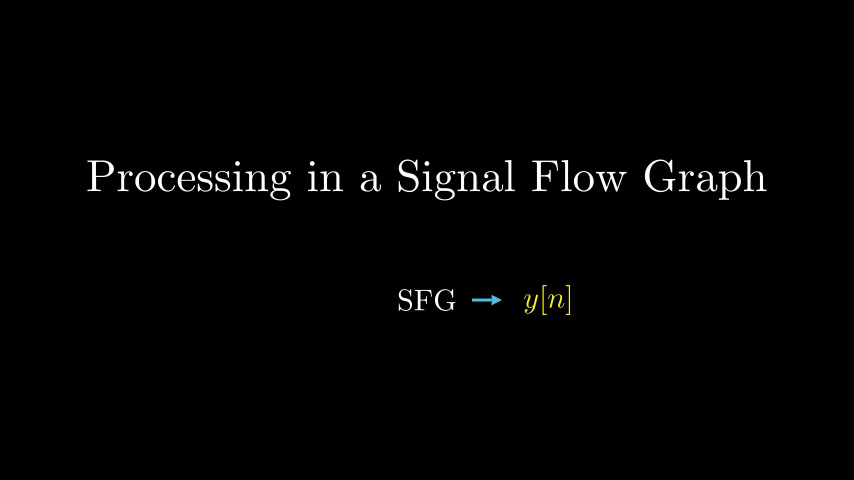 Processing in a Signal Flow Graph
SFG → y[n]